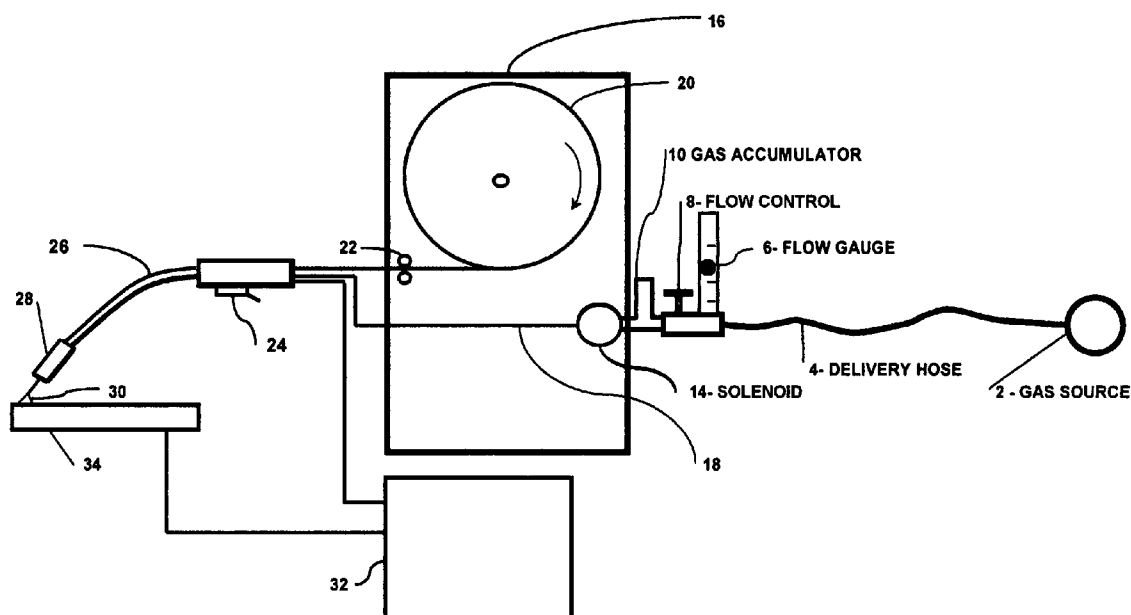 16
20
10 GAS ACCUMULATOR
8- FLOW CONTROL
6- FLOW GAUGE
26
22
28
24
14- SOLENOID
4- DELIVERY HOSE
2 - GAS SOURCE
30
34
18
32